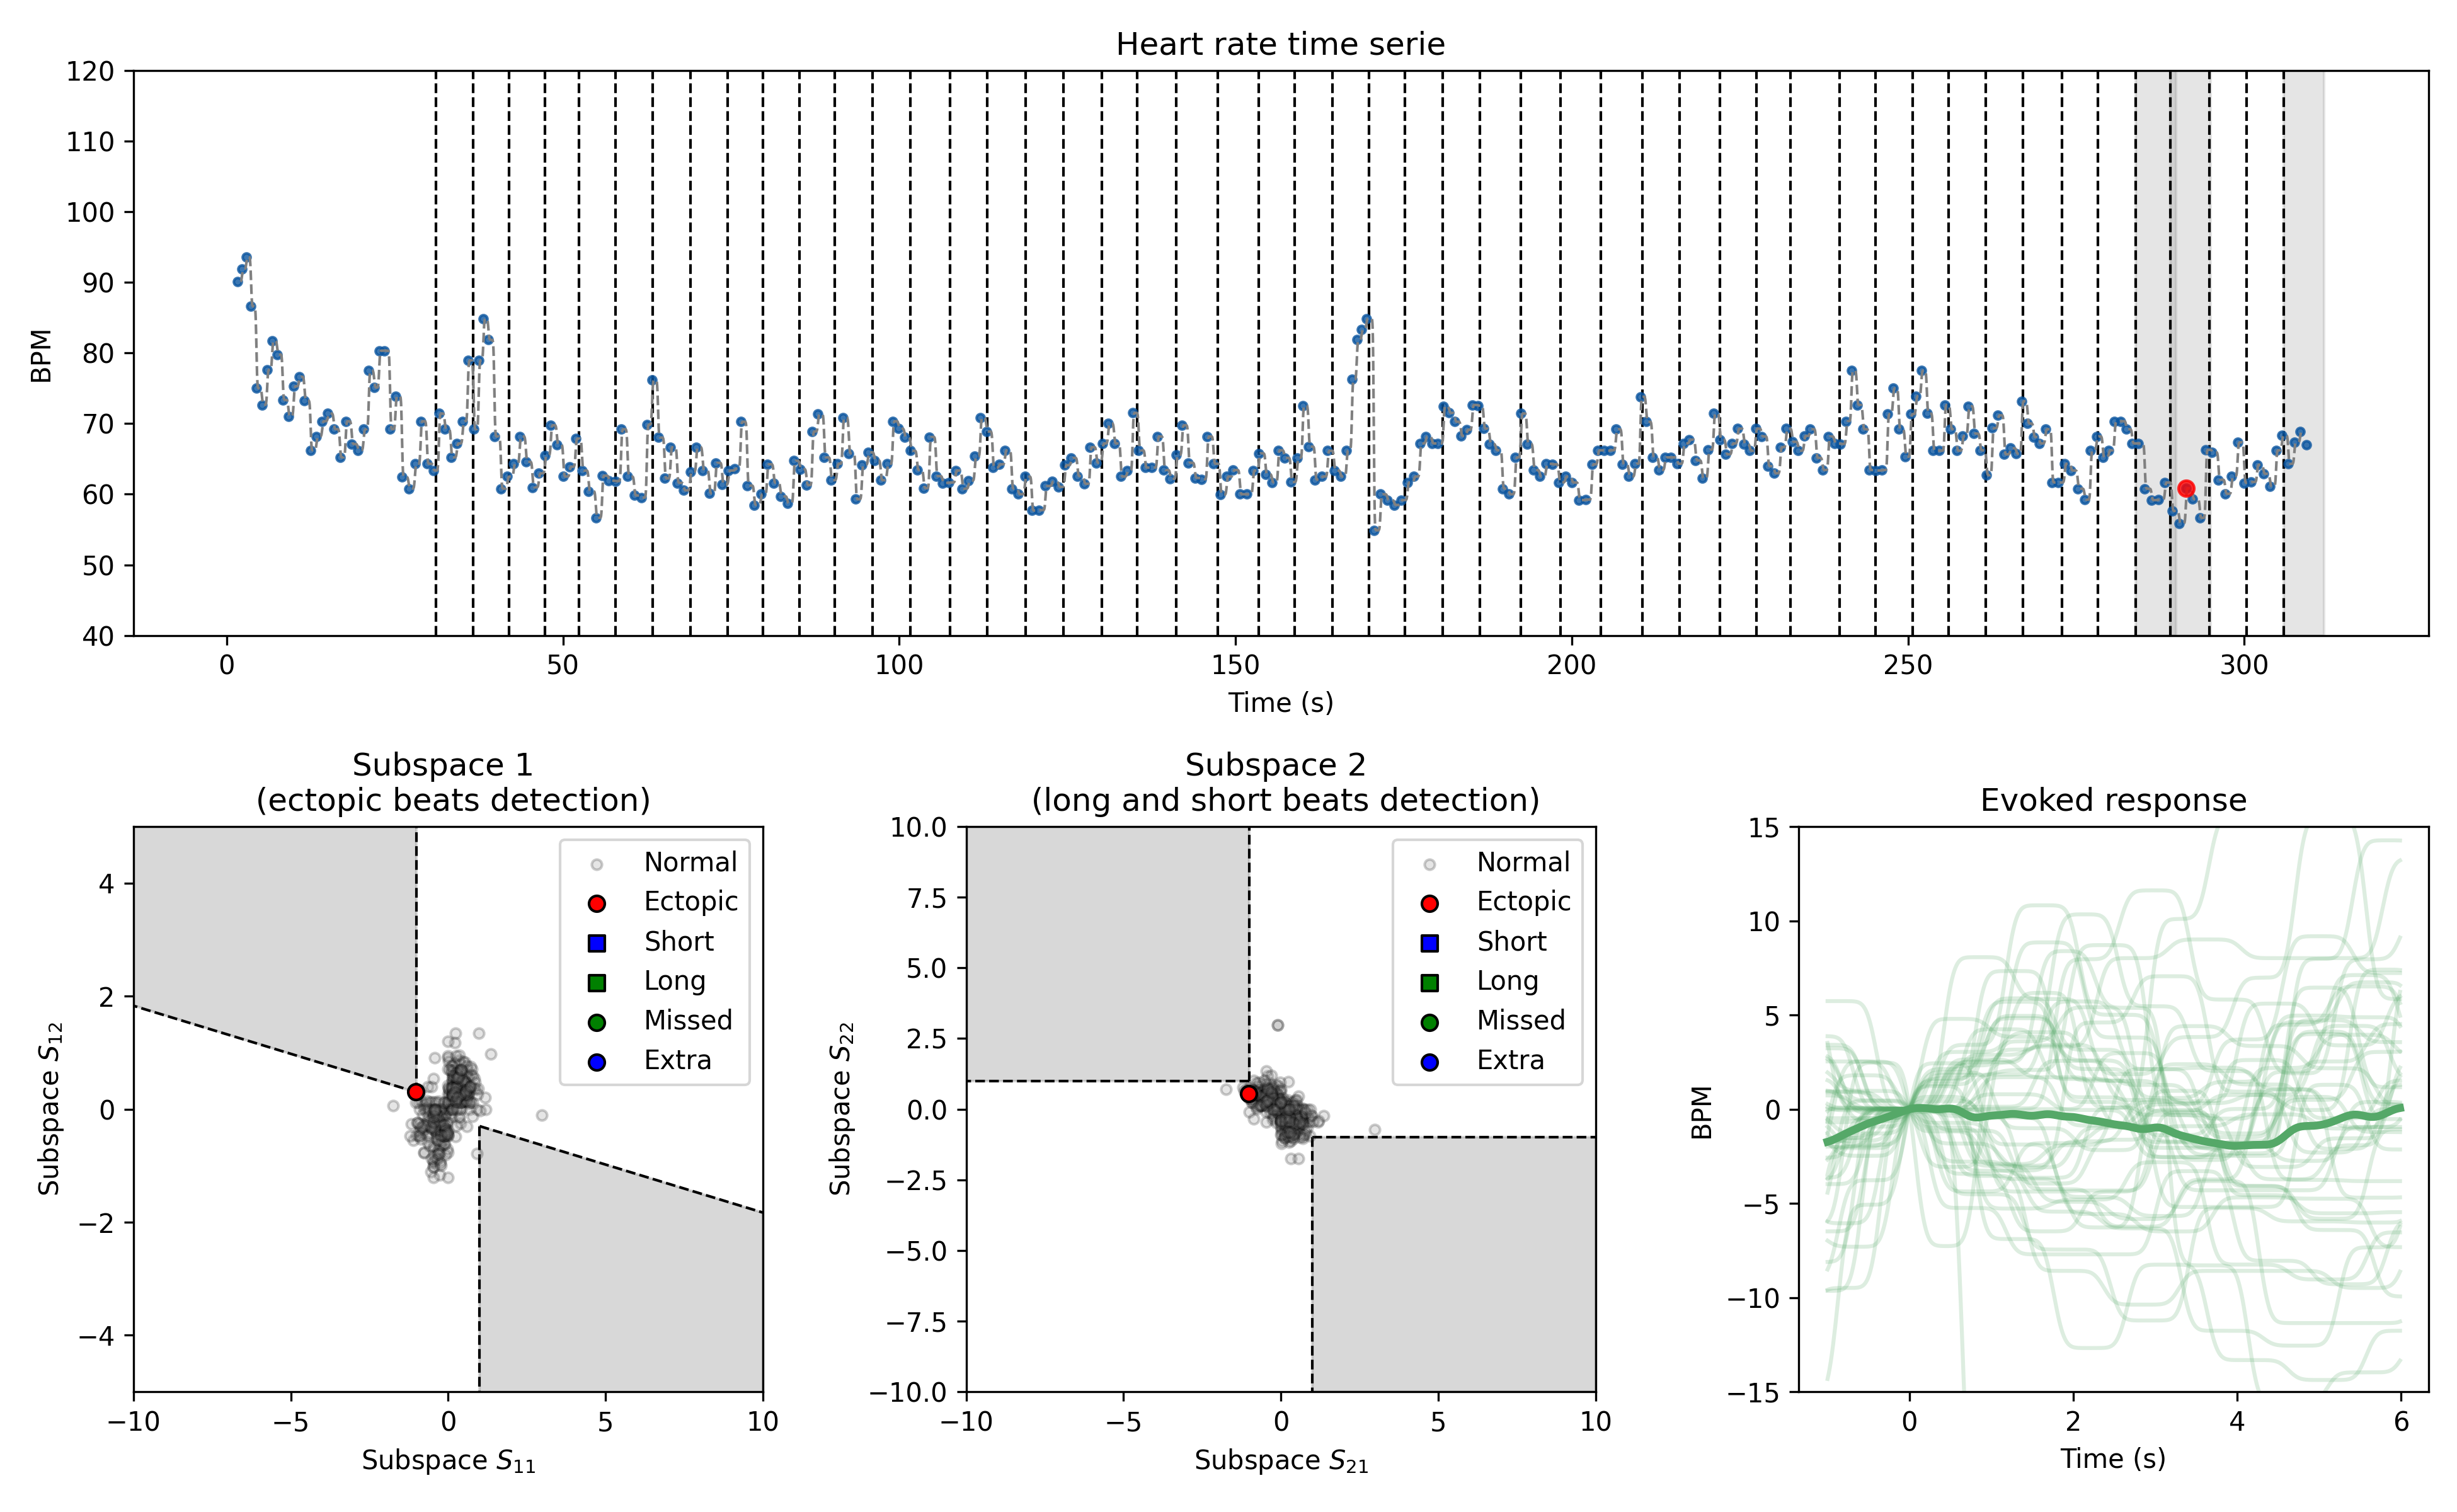 Heart rate time serie
120
110
100
90
80
70
60
50
40
BPM
0 50 100 150 200 250 300
Time (s)
Subspace 1
(ectopic beats detection)
4
2
0
−2
−4
Subspace S₁₂
Normal
Ectopic
Short
Long
Missed
Extra
−10 −5 0 5 10
Subspace S₁₁
Subspace 2
(long and short beats detection)
10.0
7.5
5.0
2.5
0.0
−2.5
−5.0
−7.5
−10.0
Subspace S₂₂
Normal
Ectopic
Short
Long
Missed
Extra
−10 −5 0 5 10
Subspace S₂₁
Evoked response
15
10
5
0
−5
−10
−15
BPM
0 2 4 6
Time (s)